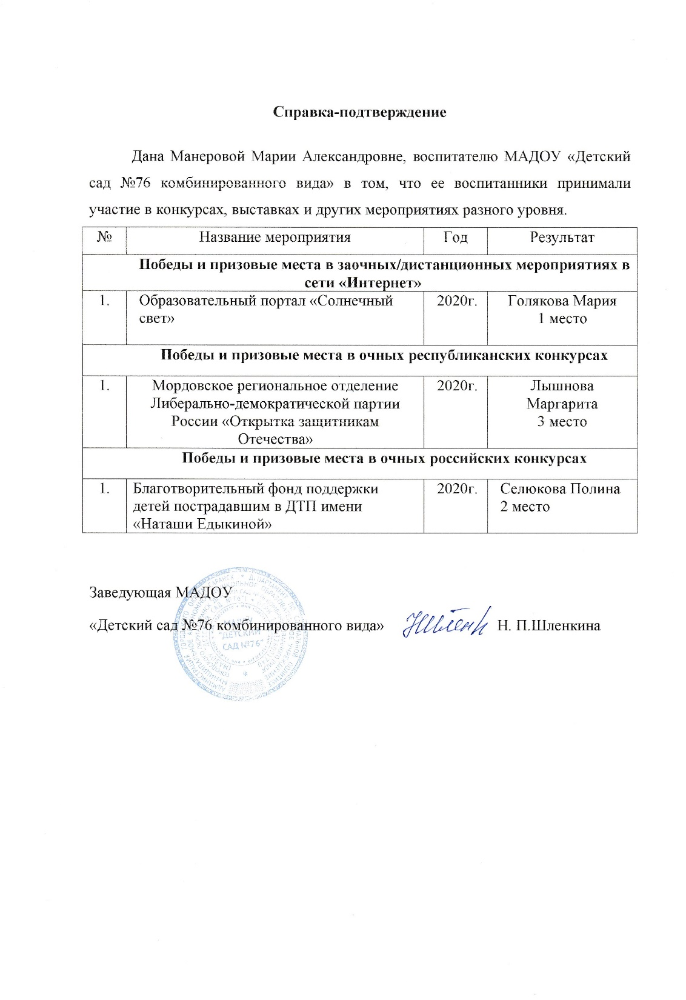 Справка-подтверждение
Дана Манеровой Марии Александровне, воспитателю МАДОУ «Детский
сад №76 комбинированного вида» в том, что ее воспитанники принимали
участие в конкурсах, выставках и других мероприятиях разного уровня.
№ Название мероприятия Год Результат
Победы и призовые места в заочных/дистанционных мероприятиях в
сети «Интернет»
1. Образовательный портал «Солнечный 2020г. Голякова Мария
свет» 1 место
Победы и призовые места в очных республиканских конкурсах
1. Мордовское региональное отделение 2020г. Лышнова
Либерально-демократической партии Маргарита
России «Открытка защитникам 3 место
Отечества»
Победы и призовые места в очных российских конкурсах
1. Благотворительный фонд поддержки 2020г. Селюкова Полина
детей пострадавшим в ДТП имени 2 место
«Наташи Едыкиной»
Заведующая МАДОУ
«Детский сад №76 комбинированного вида» Н. П.Шленкина
МАДОУ
"ДЕТСКИЙ
САД №76"